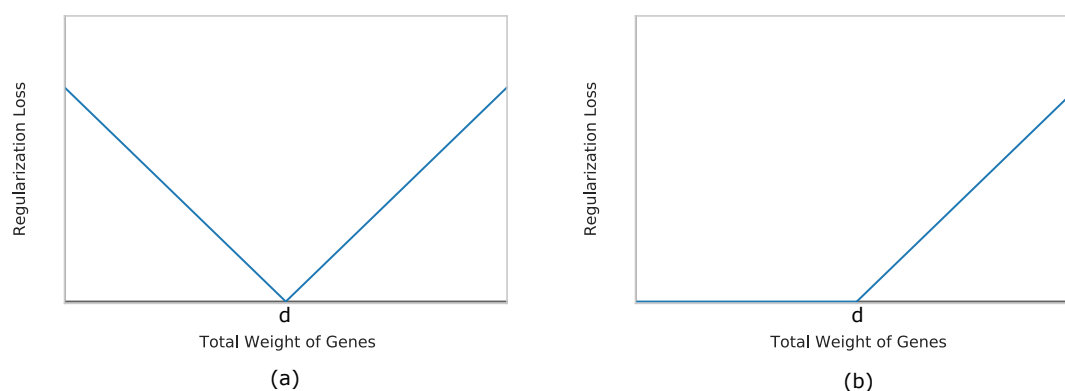 Regularization Loss
d
Total Weight of Genes
(a)
Regularization Loss
d
Total Weight of Genes
(b)